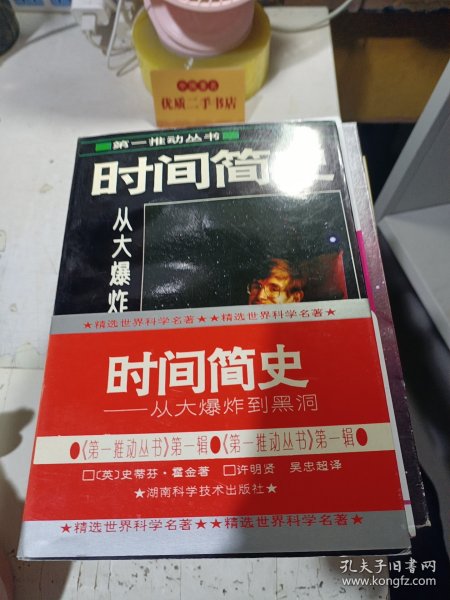 优质二手书店
第一推动丛书
时间简史
从大爆炸
★精选世界科学名著★★精选世界科学名著★
时间简史
——从大爆炸到黑洞
●《第一推动丛书》第一辑●《第一推动丛书》第一辑●
□〔英〕史蒂芬·霍金著 □许明贤 吴忠超译
★湖南科学技术出版社★
★精选世界科学名著★★精选世界科学名著★
孔夫子旧书网
www.kongfz.com